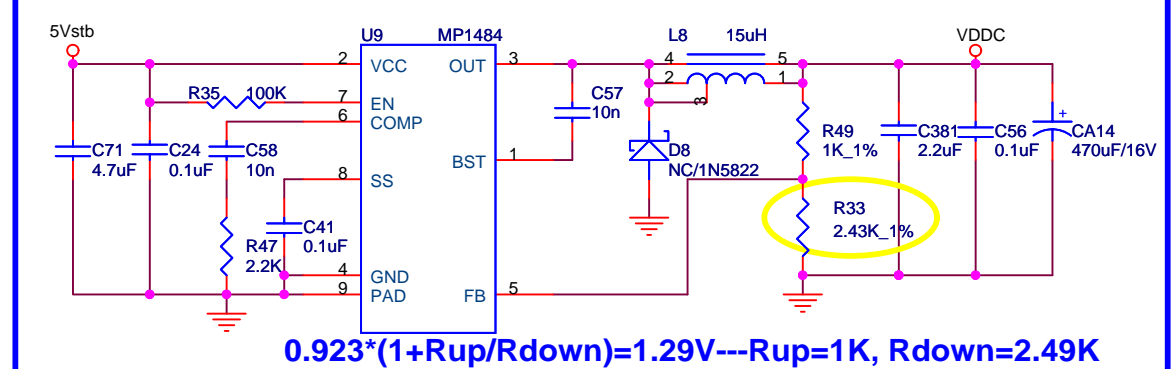 5Vstb
U9 MP1484
L8 15uH
VDDC
2 VCC OUT 3
4 5
2 1
3
R35 100K
7 EN
6 COMP
C57
10n
BST 1
C71
4.7uF
C24
0.1uF
C58
10n
8 SS
D8
NC/1N5822
R49
1K_1%
C381
2.2uF
C56
0.1uF
+
CA14
470uF/16V
R33
2.43K_1%
C41
0.1uF
R47
2.2K
4 GND
9 PAD
FB 5
0.923*(1+Rup/Rdown)=1.29V---Rup=1K, Rdown=2.49K